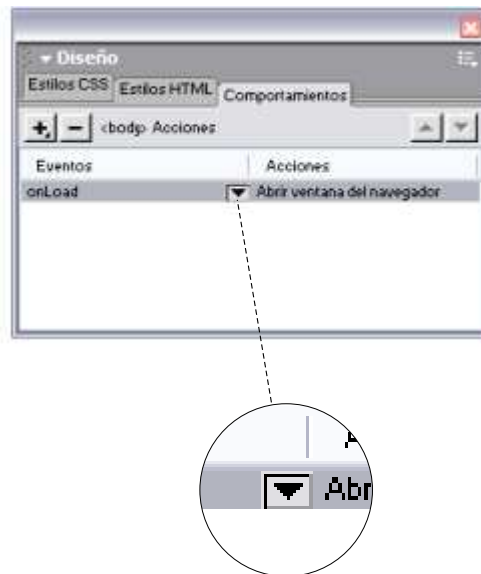 Diseño
Estilos CSS Estilos HTML Comportamientos
<body> Acciones
Eventos Acciones
onLoad Abrir ventana del navegador
Abr